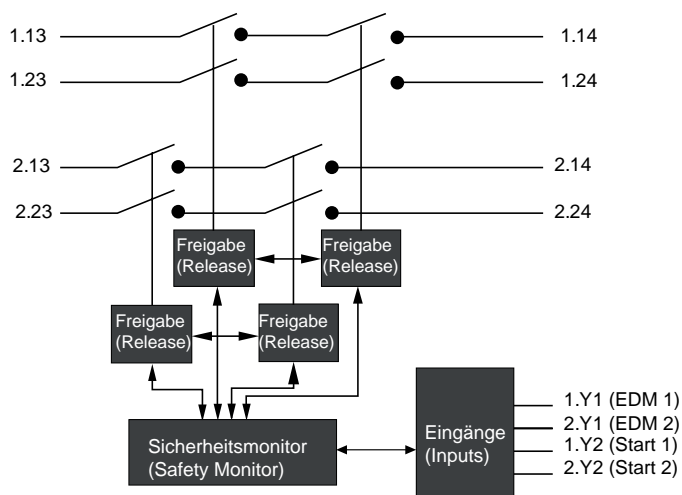 1.13
1.14
1.23
1.24
2.13
2.14
2.23
2.24
Freigabe
(Release)
Freigabe
(Release)
Freigabe
(Release)
Freigabe
(Release)
Sicherheitsmonitor
(Safety Monitor)
Eingänge
(Inputs)
1.Y1 (EDM 1)
2.Y1 (EDM 2)
1.Y2 (Start 1)
2.Y2 (Start 2)